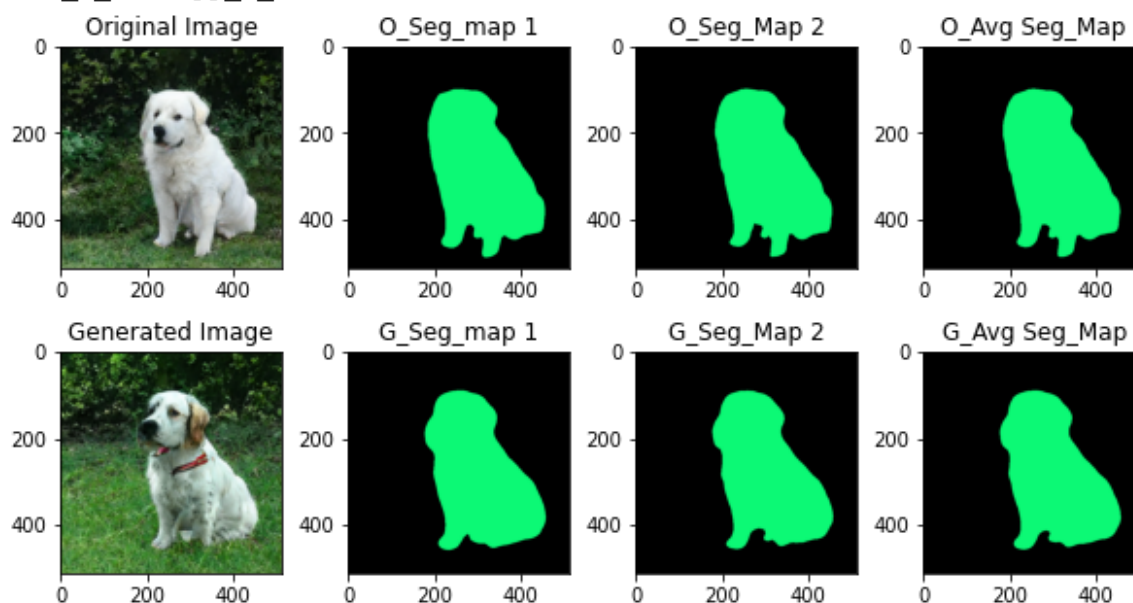 Original Image O_Seg_map 1 O_Seg_Map 2 O_Avg Seg_Map
0 0 0 0
200 200 200 200
400 400 400 400
0 200 400 0 200 400 0 200 400 0 200 400
Generated Image G_Seg_map 1 G_Seg_Map 2 G_Avg Seg_Map
0 0 0 0
200 200 200 200
400 400 400 400
0 200 400 0 200 400 0 200 400 0 200 400